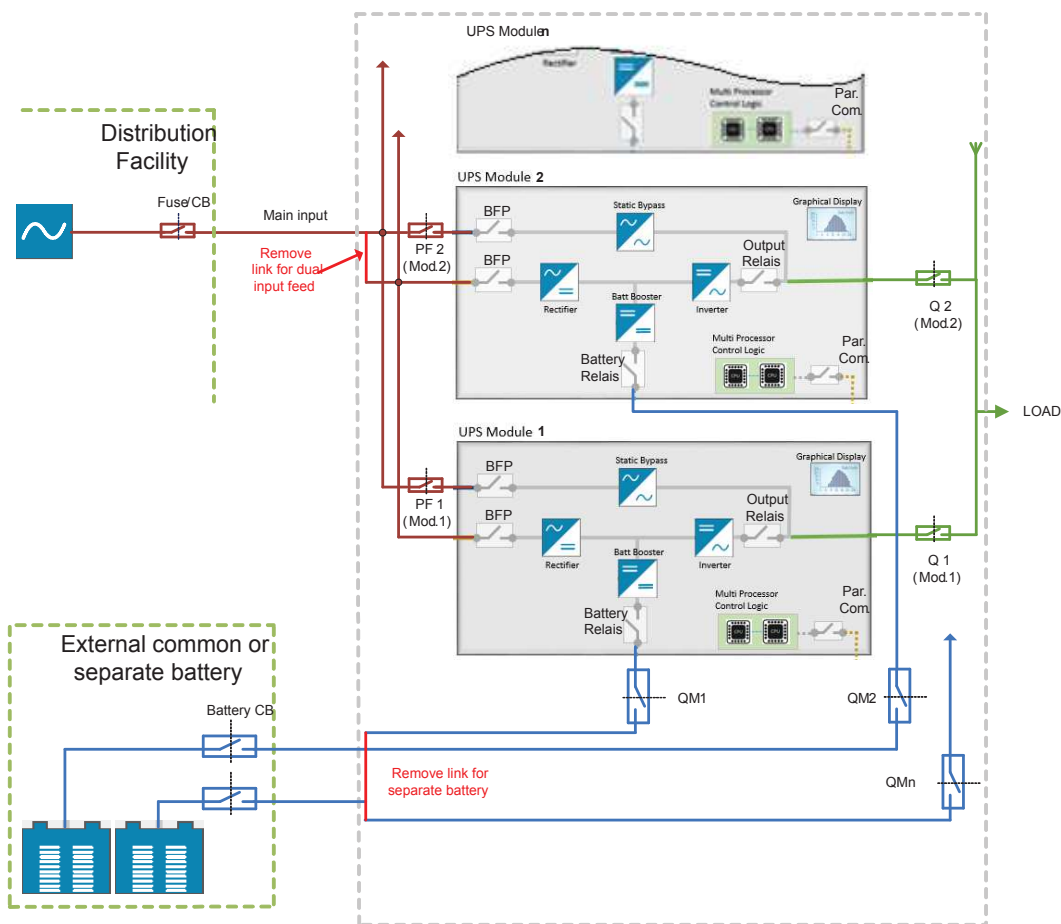 UPS Module n
Rectifier
Multi Processor
Control Logic
Par.
Com.
Distribution
Facility
Fuse/CB
Main input
Remove
link for dual
input feed
PF 2
(Mod.2)
UPS Module 2
BFP
Static Bypass
Graphical Display
BFP
Output
Relais
Rectifier
Batt Booster
Inverter
Battery
Relais
Multi Processor
Control Logic
CPU
CPU
Par.
Com.
Q 2
(Mod.2)
LOAD
UPS Module 1
BFP
Static Bypass
Graphical Display
PF 1
(Mod.1)
BFP
Output
Relais
Rectifier
Batt Booster
Inverter
Battery
Relais
Multi Processor
Control Logic
CPU
CPU
Par.
Com.
Q 1
(Mod.1)
External common or
separate battery
Battery CB
QM1
QM2
Remove link for
separate battery
QMn